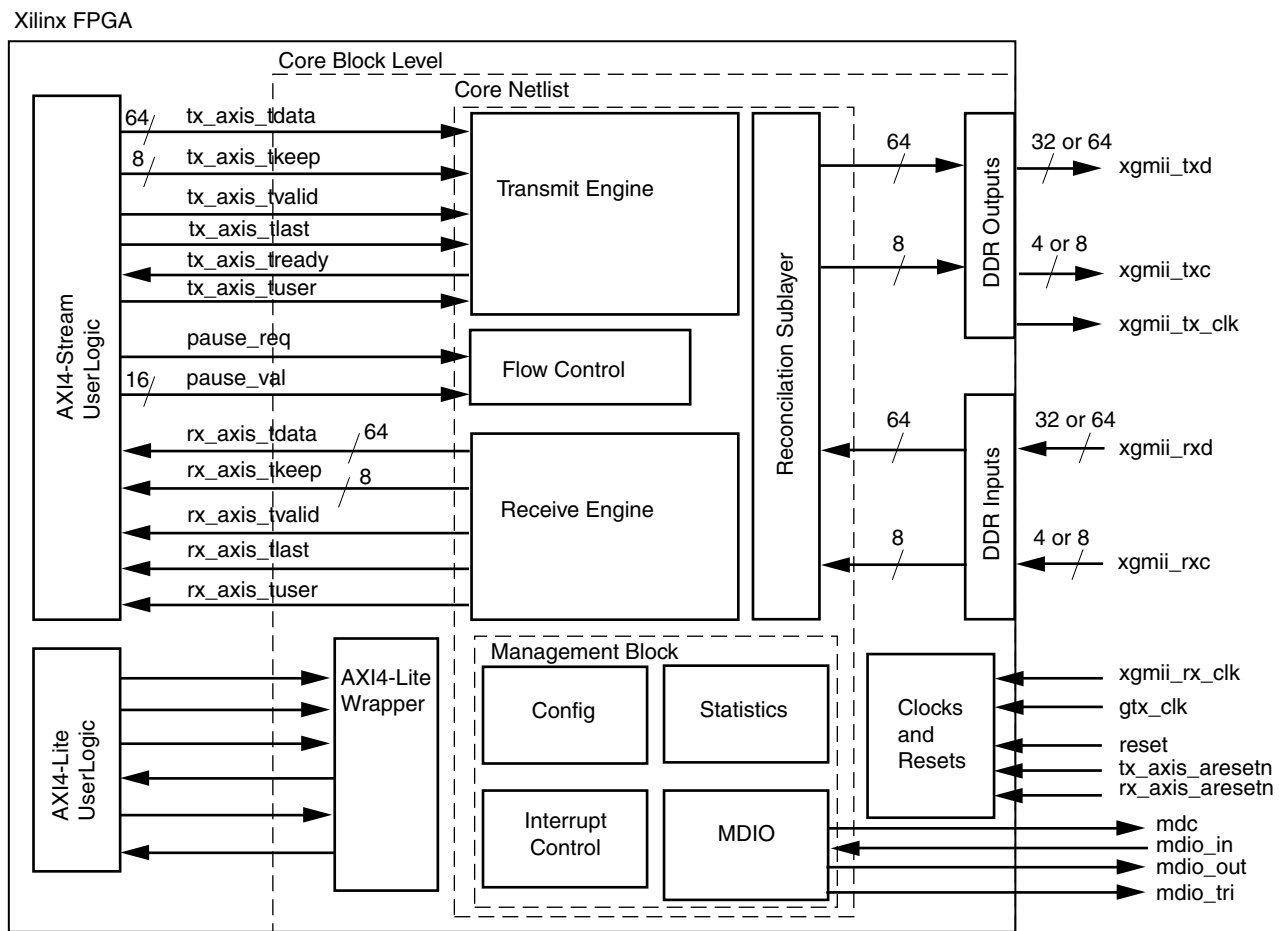 Xilinx FPGA
Core Block Level
Core Netlist
AXI4-Stream
UserLogic
64
tx_axis_tdata
8
tx_axis_tkeep
tx_axis_tvalid
tx_axis_tlast
tx_axis_tready
tx_axis_tuser
pause_req
16
pause_val
rx_axis_tdata
64
rx_axis_tkeep
8
rx_axis_tvalid
rx_axis_tlast
rx_axis_tuser
Transmit Engine
Flow Control
Receive Engine
Reconciliation Sublayer
64
8
64
8
DDR Outputs
DDR Inputs
32 or 64
xgmii_txd
4 or 8
xgmii_txc
xgmii_tx_clk
32 or 64
xgmii_rxd
4 or 8
xgmii_rxc
AXI4-Lite
UserLogic
AXI4-Lite
Wrapper
Management Block
Config
Statistics
Interrupt
Control
MDIO
Clocks
and
Resets
xgmii_rx_clk
gtx_clk
reset
tx_axis_aresetn
rx_axis_aresetn
mdc
mdio_in
mdio_out
mdio_tri